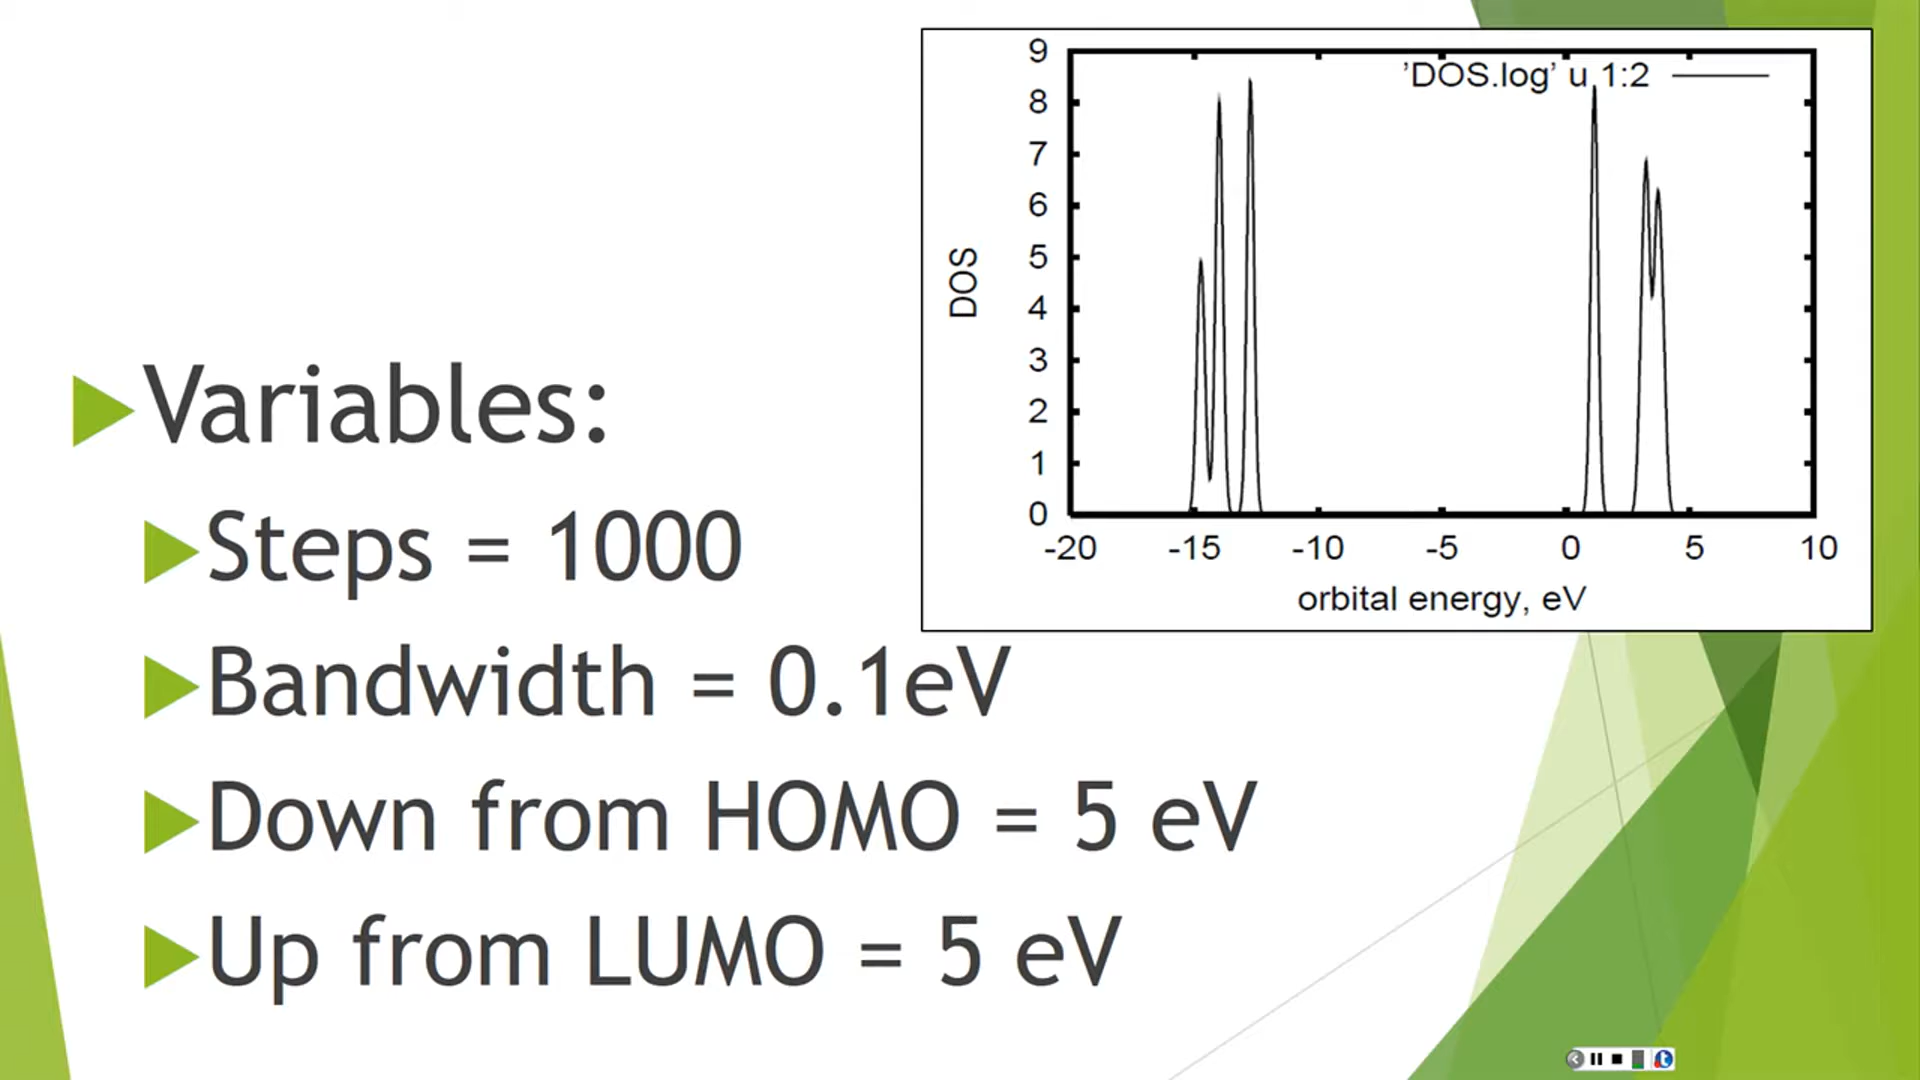 9
’DOS.log’ u 1:2
8
7
6
5
DOS
4
3
2
1
0
-20 -15 -10 -5 0 5 10
orbital energy, eV
Variables:
Steps = 1000
Bandwidth = 0.1eV
Down from HOMO = 5 eV
Up from LUMO = 5 eV